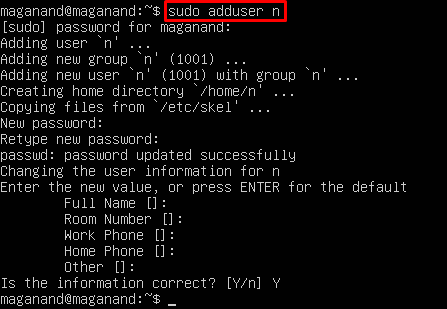 maganand@maganand:~$ sudo adduser n
[sudo] password for maganand:
Adding user `n' ...
Adding new group `n' (1001) ...
Adding new user `n' (1001) with group `n' ...
Creating home directory `/home/n' ...
Copying files from `/etc/skel' ...
New password:
Retype new password:
passwd: password updated successfully
Changing the user information for n
Enter the new value, or press ENTER for the default
Full Name []:
Room Number []:
Work Phone []:
Home Phone []:
Other []:
Is the information correct? [Y/n] Y
maganand@maganand:~$ _